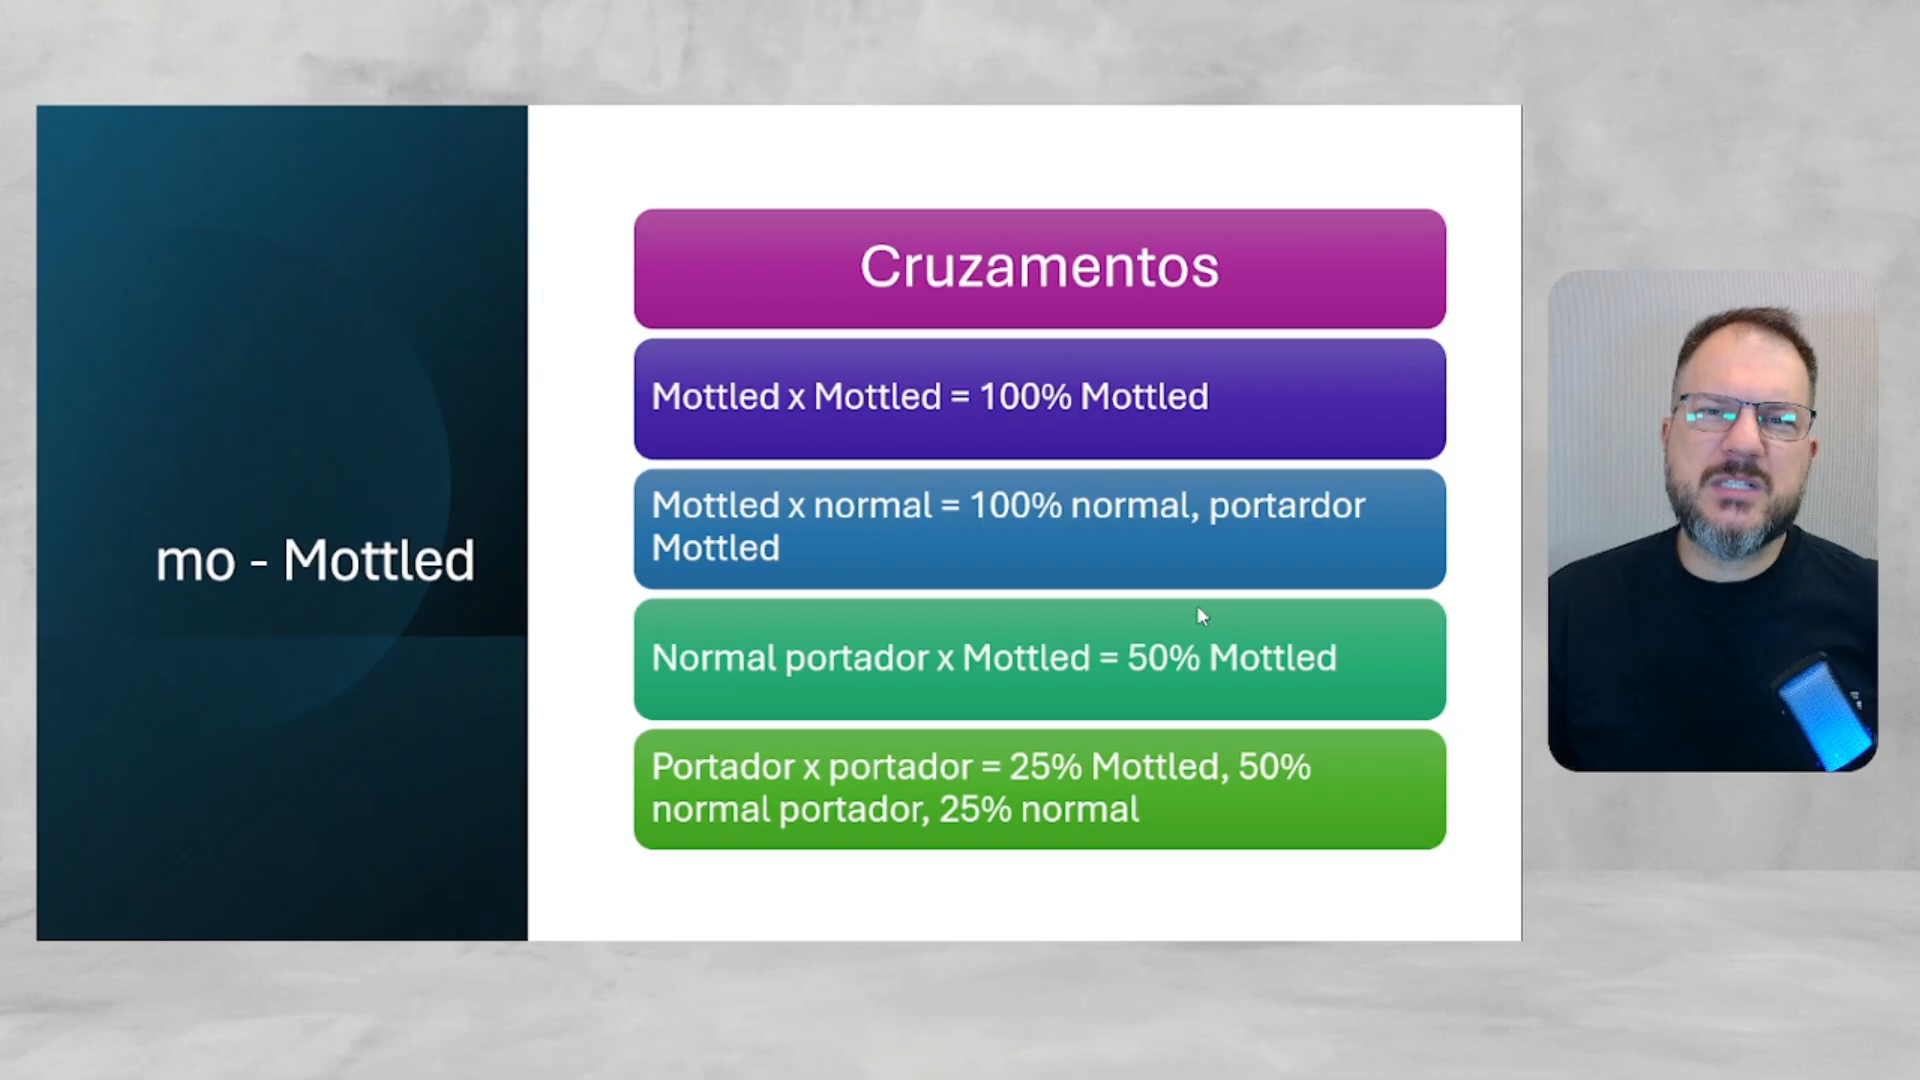 mo - Mottled
Cruzamentos
Mottled x Mottled = 100% Mottled
Mottled x normal = 100% normal, portardor
Mottled
Normal portador x Mottled = 50% Mottled
Portador x portador = 25% Mottled, 50%
normal portador, 25% normal